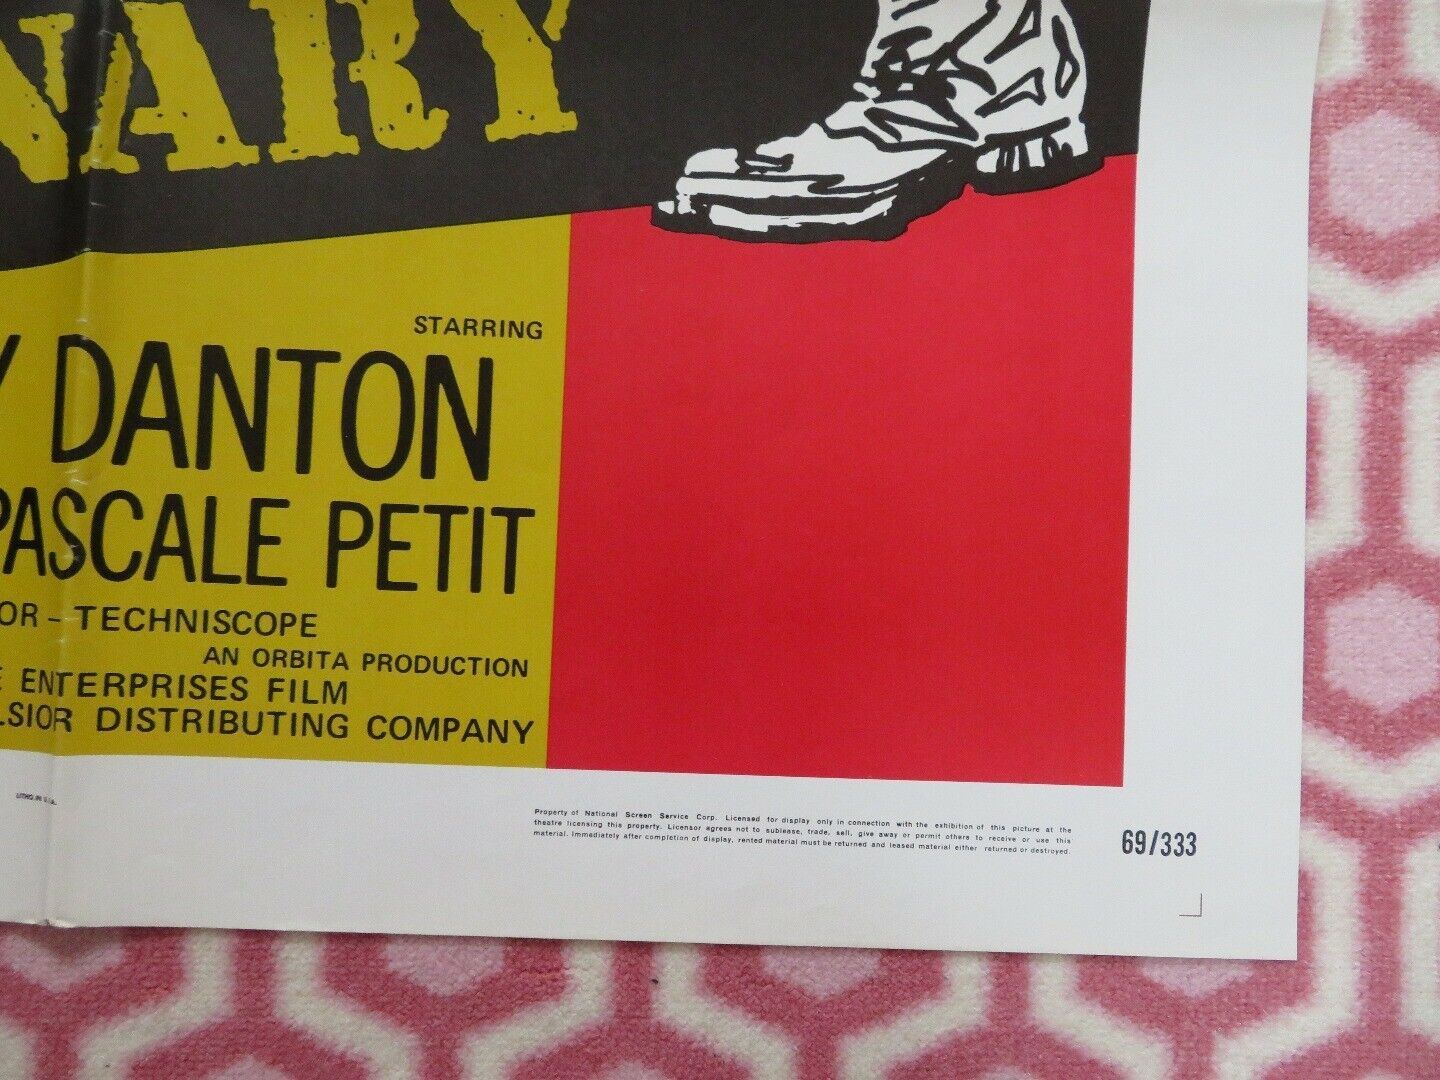 NARY
STARRING
Y DANTON
PASCALE PETIT
OR - TECHNISCOPE
AN ORBITA PRODUCTION
E ENTERPRISES FILM
LSIOR DISTRIBUTING COMPANY
LITHO. IN U.S.A.
Property of National Screen Service Corp. Licensed for display only in connection with the exhibition of this picture at the
theatre licensing this property. Licensor agrees not to sublease, trade, sell, give away or permit others to receive or use this
material. Immediately after completion of display, rented material must be returned and leased material either returned or destroyed.
69/333